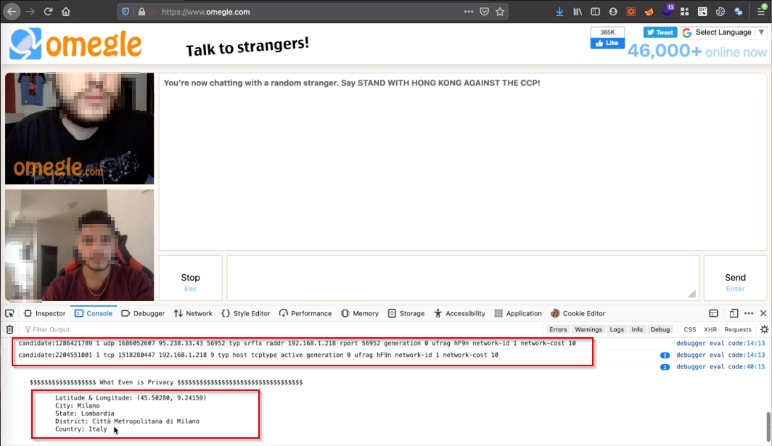 https://www.omegle.com
13
1
omegle
Talk to strangers!
365K
Like
Tweet
Select Language
46,000+ online now
You're now chatting with a random stranger. Say STAND WITH HONG KONG AGAINST THE CCP!
omegle.com
Stop
Esc
Send
Enter
Inspector
Console
Debugger
Network
Style Editor
Performance
Memory
Storage
Accessibility
Application
Cookie Editor
Filter Output
Errors Warnings Logs Info Debug CSS XHR Requests
candidate:1286421789 1 udp 1686052607 95.238.33.43 56952 typ srflx raddr 192.168.1.218 rport 56952 generation 0 ufrag hF9n network-id 1 network-cost 10 debugger eval code:14:13
candidate:2204551001 1 tcp 1518280447 192.168.1.218 9 typ host tcptype active generation 0 ufrag hF9n network-id 1 network-cost 10 2 debugger eval code:14:13
2 debugger eval code:40:15
$$$$$$$$$$$$$$$$$$$$ What Even is Privacy $$$$$$$$$$$$$$$$$$$$$$$$$$$$$$$$$$
Latitude & Longitude: (45.50280, 9.24159)
City: Milano
State: Lombardia
District: Città Metropolitana di Milano
Country: Italy